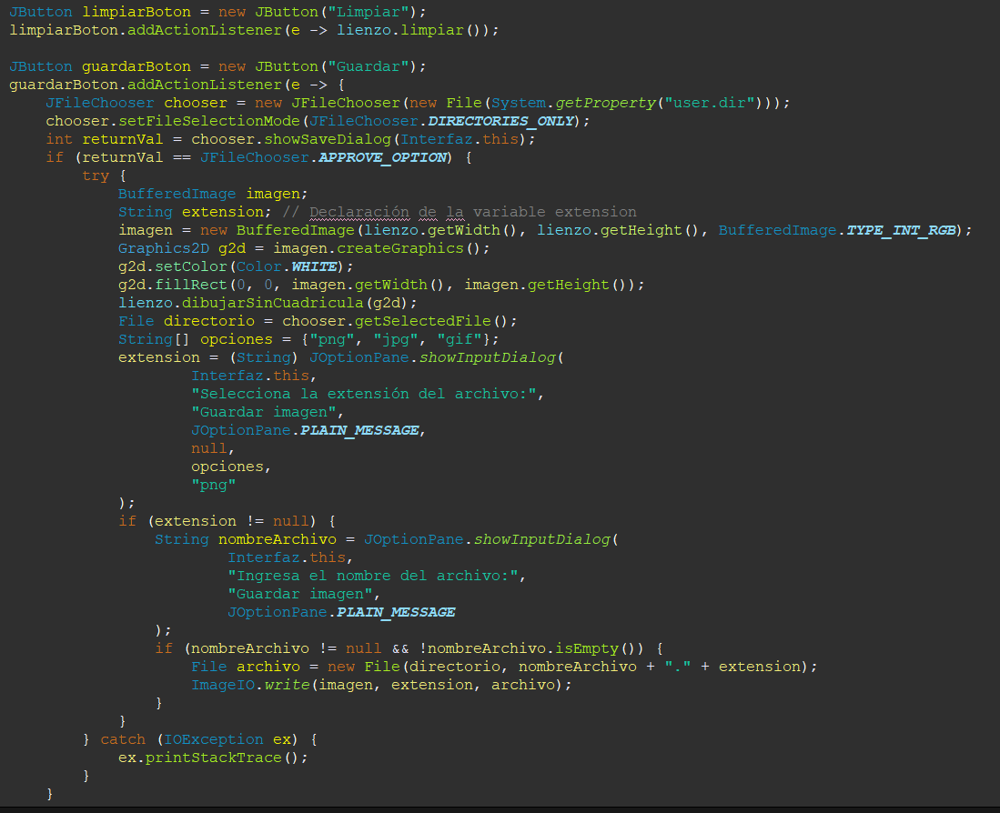 JButton limpiarBoton = new JButton("Limpiar");
limpiarBoton.addActionListener(e -> lienzo.limpiar());

JButton guardarBoton = new JButton("Guardar");
guardarBoton.addActionListener(e -> {
    JFileChooser chooser = new JFileChooser(new File(System.getProperty("user.dir")));
    chooser.setFileSelectionMode(JFileChooser.DIRECTORIES_ONLY);
    int returnVal = chooser.showSaveDialog(Interfaz.this);
    if (returnVal == JFileChooser.APPROVE_OPTION) {
        try {
            BufferedImage imagen;
            String extension; // Declaración de la variable extension
            imagen = new BufferedImage(lienzo.getWidth(), lienzo.getHeight(), BufferedImage.TYPE_INT_RGB);
            Graphics2D g2d = imagen.createGraphics();
            g2d.setColor(Color.WHITE);
            g2d.fillRect(0, 0, imagen.getWidth(), imagen.getHeight());
            lienzo.dibujarSinCuadricula(g2d);
            File directorio = chooser.getSelectedFile();
            String[] opciones = {"png", "jpg", "gif"};
            extension = (String) JOptionPane.showInputDialog(
                    Interfaz.this,
                    "Selecciona la extensión del archivo:",
                    "Guardar imagen",
                    JOptionPane.PLAIN_MESSAGE,
                    null,
                    opciones,
                    "png"
            );
            if (extension != null) {
                String nombreArchivo = JOptionPane.showInputDialog(
                        Interfaz.this,
                        "Ingresa el nombre del archivo:",
                        "Guardar imagen",
                        JOptionPane.PLAIN_MESSAGE
                );
                if (nombreArchivo != null && !nombreArchivo.isEmpty()) {
                    File archivo = new File(directorio, nombreArchivo + "." + extension);
                    ImageIO.write(imagen, extension, archivo);
                }
            }
        } catch (IOException ex) {
            ex.printStackTrace();
        }
    }